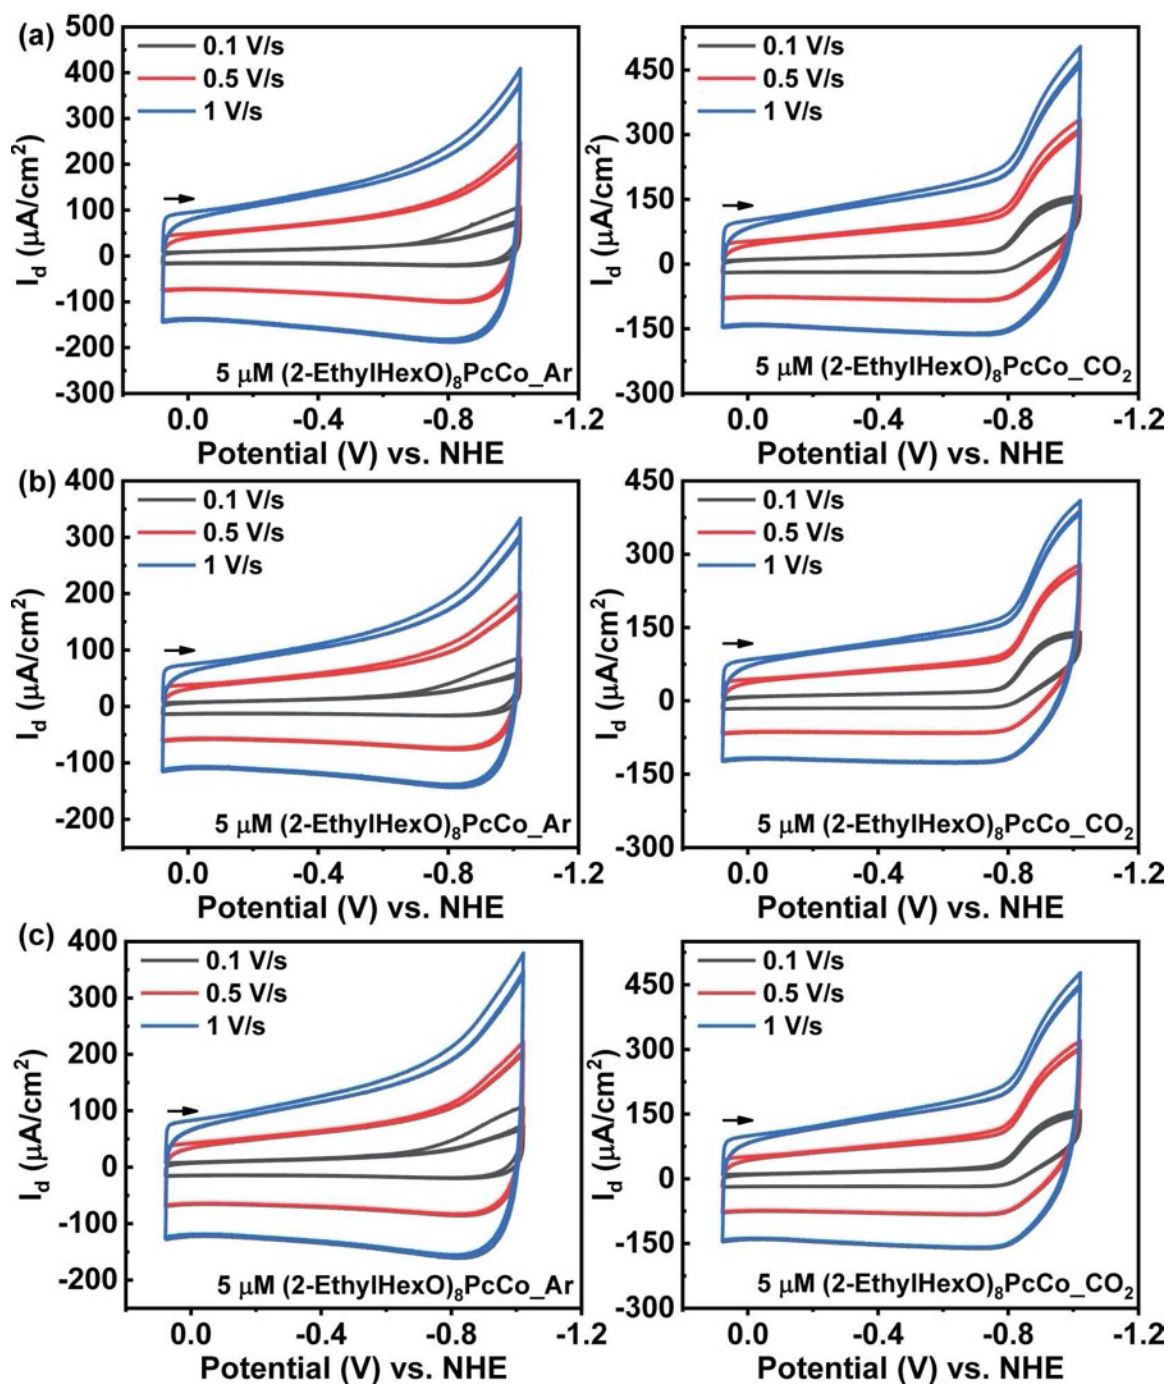 (a)
500
400
300
200
100
0
-100
-200
-300
I_d (μA/cm²)
0.1 V/s
0.5 V/s
1 V/s
5 μM (2-EthylHexO)₈PcCo_Ar
0.0 -0.4 -0.8 -1.2
Potential (V) vs. NHE
450
300
150
0
-150
-300
I_d (μA/cm²)
0.1 V/s
0.5 V/s
1 V/s
5 μM (2-EthylHexO)₈PcCo_CO₂
0.0 -0.4 -0.8 -1.2
Potential (V) vs. NHE
(b)
400
300
200
100
0
-100
-200
I_d (μA/cm²)
0.1 V/s
0.5 V/s
1 V/s
5 μM (2-EthylHexO)₈PcCo_Ar
0.0 -0.4 -0.8 -1.2
Potential (V) vs. NHE
450
300
150
0
-150
-300
I_d (μA/cm²)
0.1 V/s
0.5 V/s
1 V/s
5 μM (2-EthylHexO)₈PcCo_CO₂
0.0 -0.4 -0.8 -1.2
Potential (V) vs. NHE
(c)
400
300
200
100
0
-100
-200
I_d (μA/cm²)
0.1 V/s
0.5 V/s
1 V/s
5 μM (2-EthylHexO)₈PcCo_Ar
0.0 -0.4 -0.8 -1.2
Potential (V) vs. NHE
450
300
150
0
-150
-300
I_d (μA/cm²)
0.1 V/s
0.5 V/s
1 V/s
5 μM (2-EthylHexO)₈PcCo_CO₂
0.0 -0.4 -0.8 -1.2
Potential (V) vs. NHE